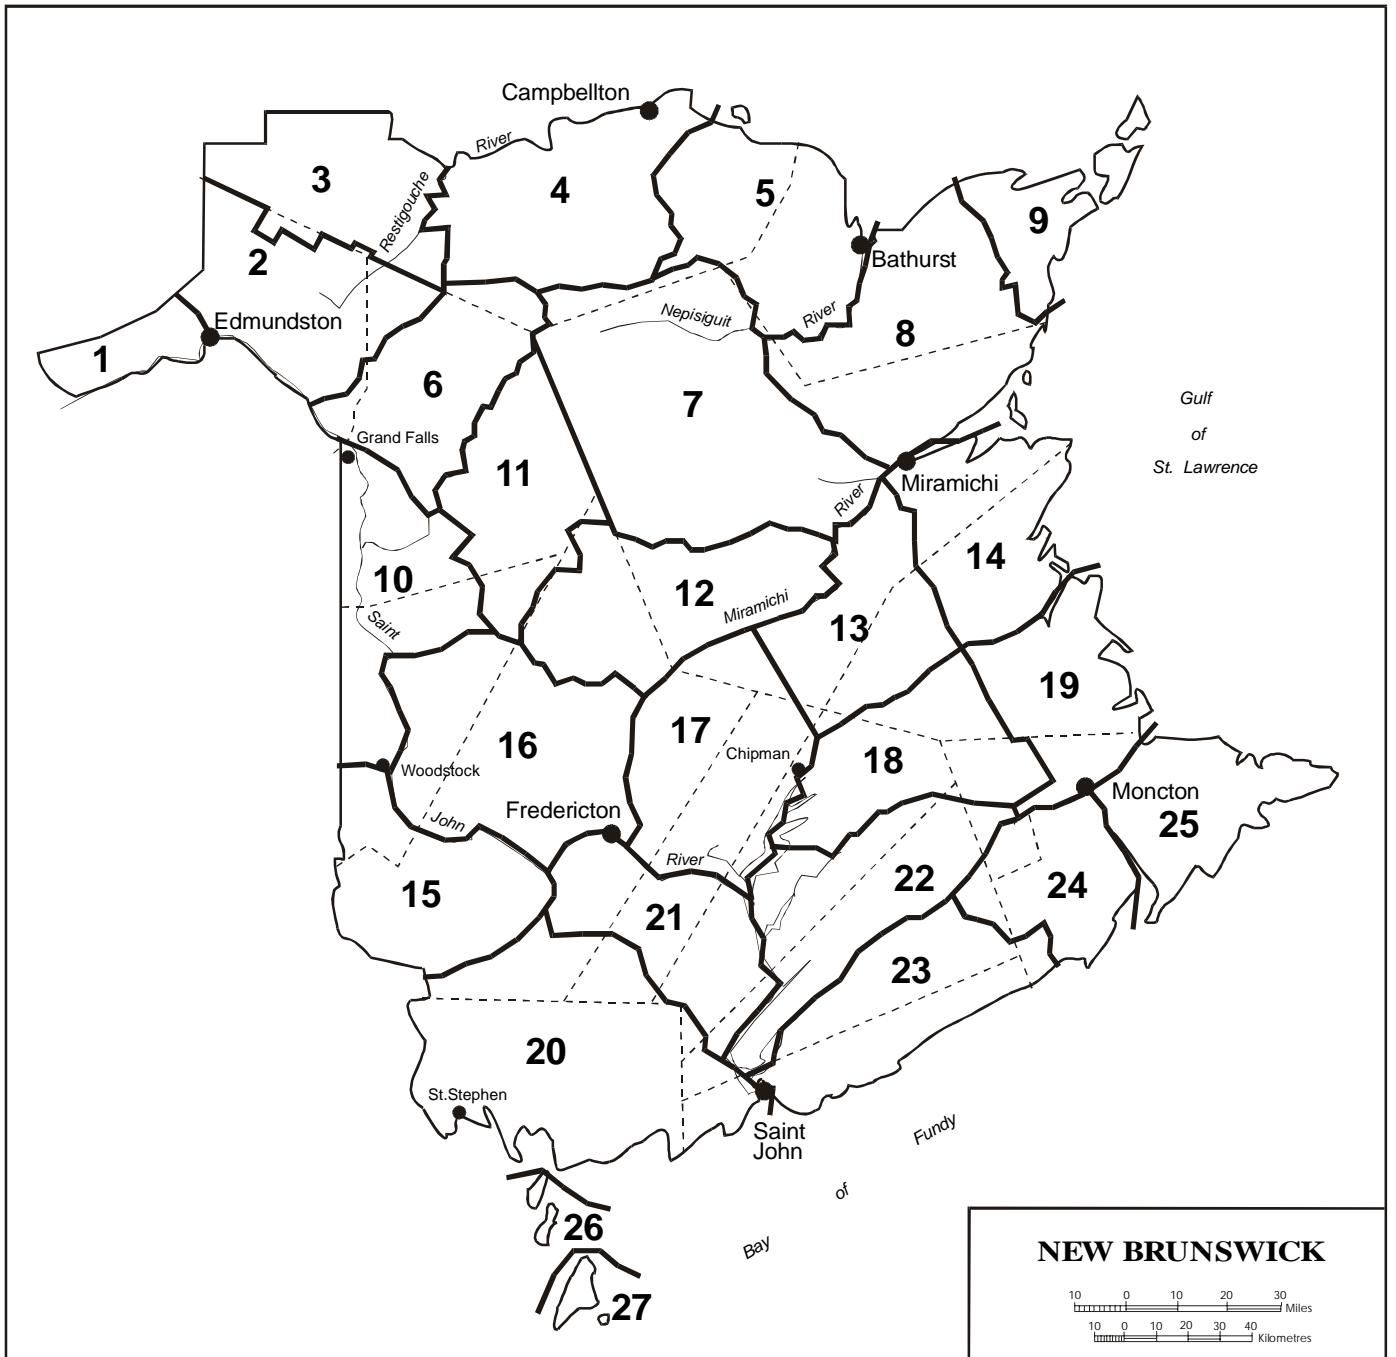 Campbellton
River
3
4
5
Restigouche
9
2
Bathurst
Edmundston
Nepisiguit
River
8
1
6
7
Gulf
of
St. Lawrence
Grand Falls
11
Miramichi
River
14
10
12
Miramichi
Saint
13
19
17
16
Chipman
18
Woodstock
Moncton
John
Fredericton
25
River
22
24
15
21
23
20
St.Stephen
Saint
John
Fundy
of
Bay
26
27
NEW BRUNSWICK
10 0 10 20 30
Miles
10 0 10 20 30 40
Kilometres